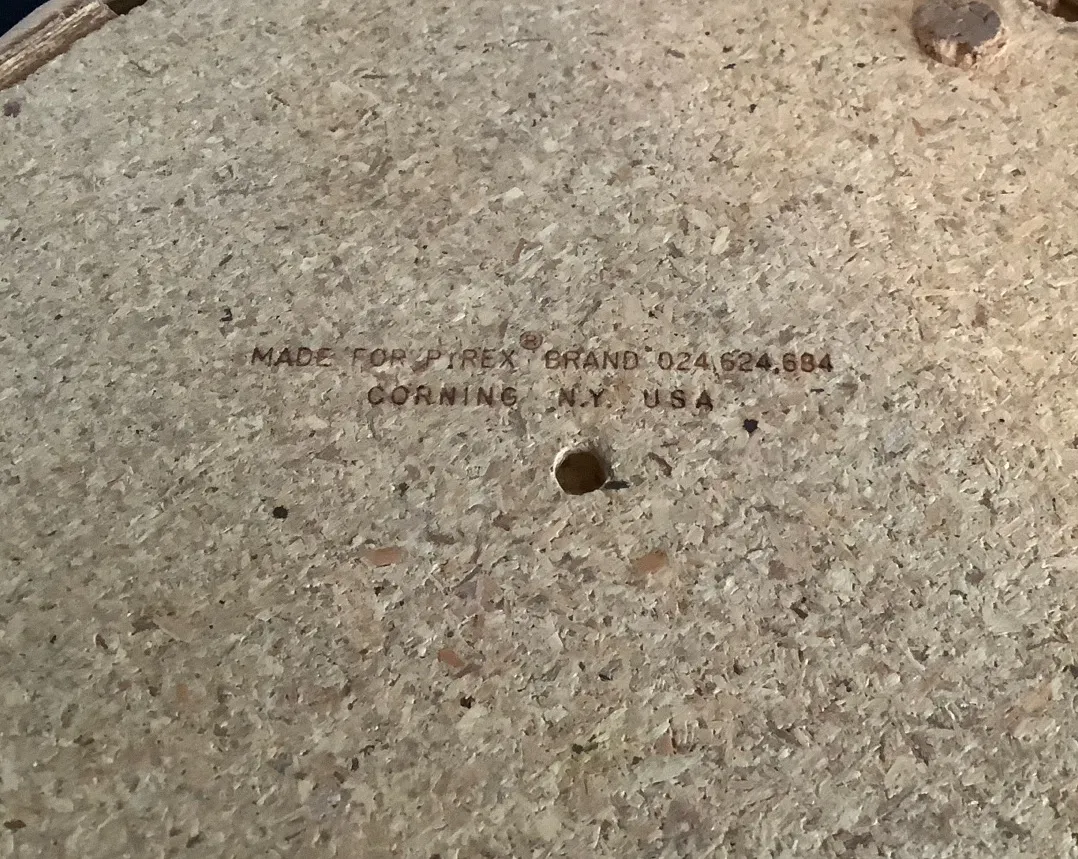 MADE FOR PYREX® BRAND 024,624,684
CORNING N.Y. USA